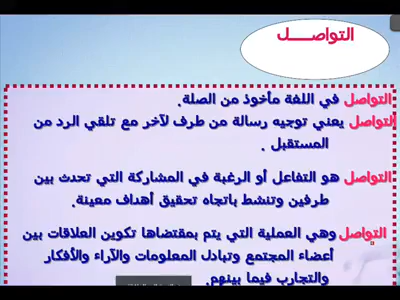 التواصـــــل
التواصل في اللغة مأخوذ من الصلة.
التواصل يعني توجيه رسالة من طرف لآخر مع تلقي الرد من
المستقبل .
التواصل هو التفاعل أو الرغبة في المشاركة التي تحدث بين
طرفين وتنشط باتجاه تحقيق أهداف معينة.
التواصل وهي العملية التي يتم بمقتضاها تكوين العلاقات بين
أعضاء المجتمع وتبادل المعلومات والآراء والأفكار
والتجارب فيما بينهم.